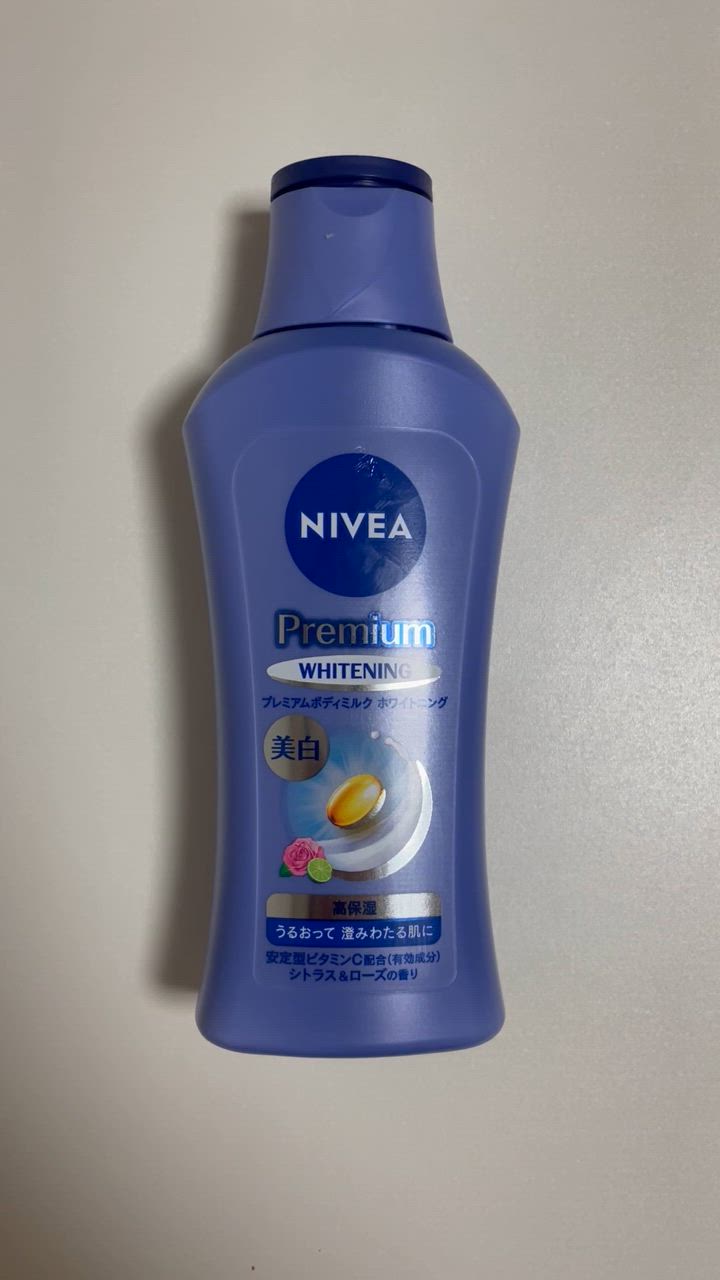 NIVEA
Premium
WHITENING
プレミアムボディミルク ホワイトニング
美白
高保湿
うるおって 澄みわたる肌に
安定型ビタミンC配合(有効成分)
シトラス&ローズの香り